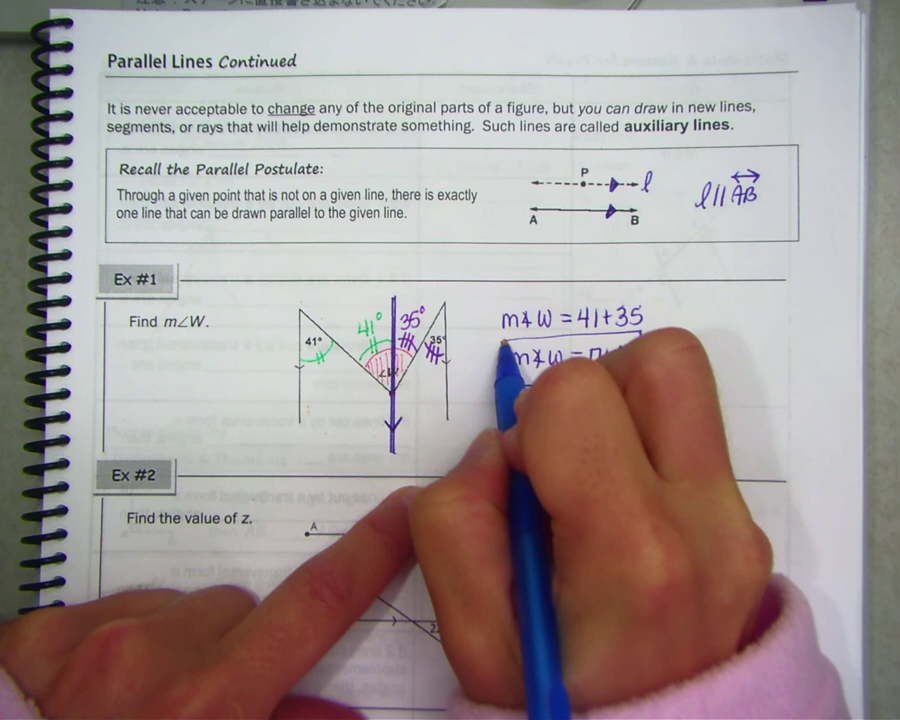 Parallel Lines Continued
It is never acceptable to change any of the original parts of a figure, but you can draw in new lines,
segments, or rays that will help demonstrate something. Such lines are called auxiliary lines.
Recall the Parallel Postulate:
Through a given point that is not on a given line, there is exactly
one line that can be drawn parallel to the given line.
P
ℓ
A B
ℓ || AB
Ex #1
Find m∠W.
41°
41°
35°
35°
m∡W = 41+35
m∡W =
Ex #2
Find the value of z.
A